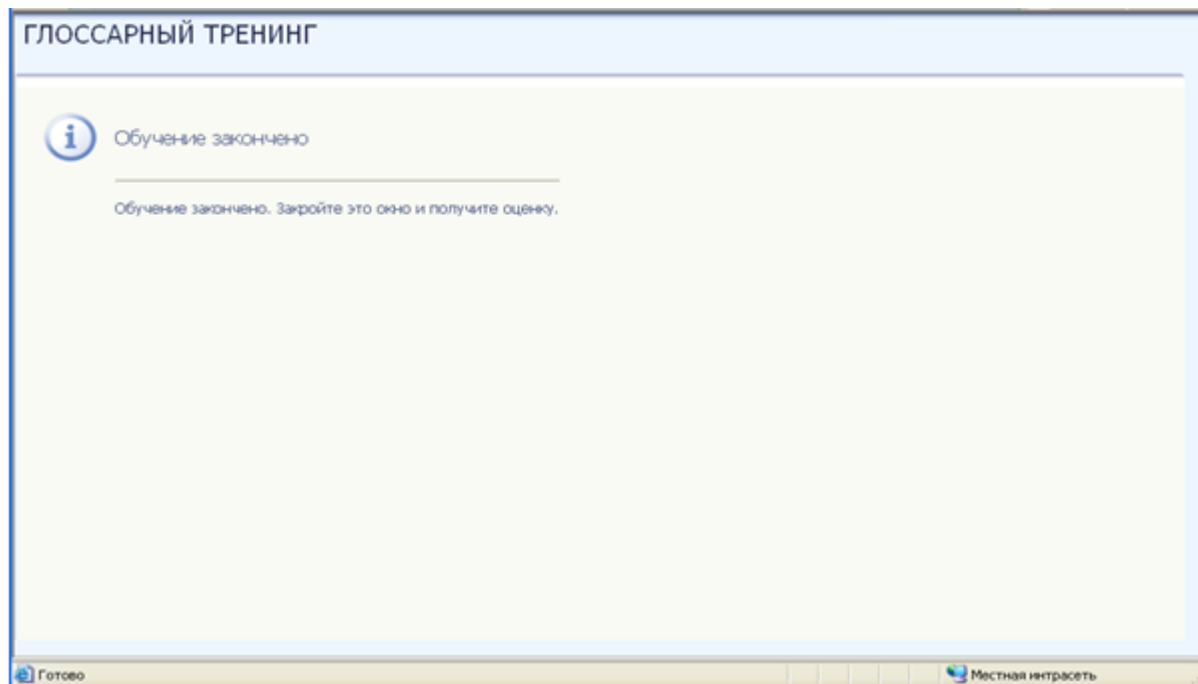 ГЛОССАРНЫЙ ТРЕНИНГ
Обучение закончено
Обучение закончено. Закройте это окно и получите оценку.
Готово
Местная интрасеть